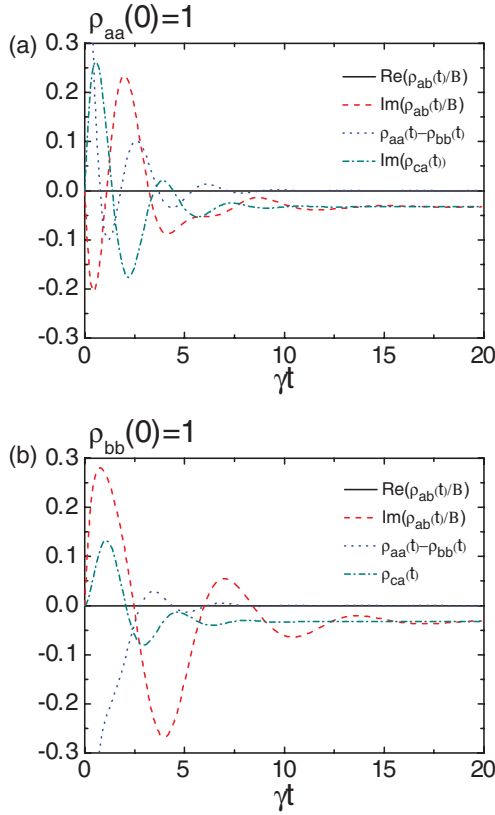 ρaa(0)=1
(a)
0.3
0.2
0.1
0.0
-0.1
-0.2
-0.3
Re(ρab(t)/B)
Im(ρab(t)/B)
ρaa(t)−ρbb(t)
Im(ρca(t))
0 5 10 15 20
γt
ρbb(0)=1
(b)
0.3
0.2
0.1
0.0
-0.1
-0.2
-0.3
Re(ρab(t)/B)
Im(ρab(t)/B)
ρaa(t)−ρbb(t)
ρca(t)
0 5 10 15 20
γt